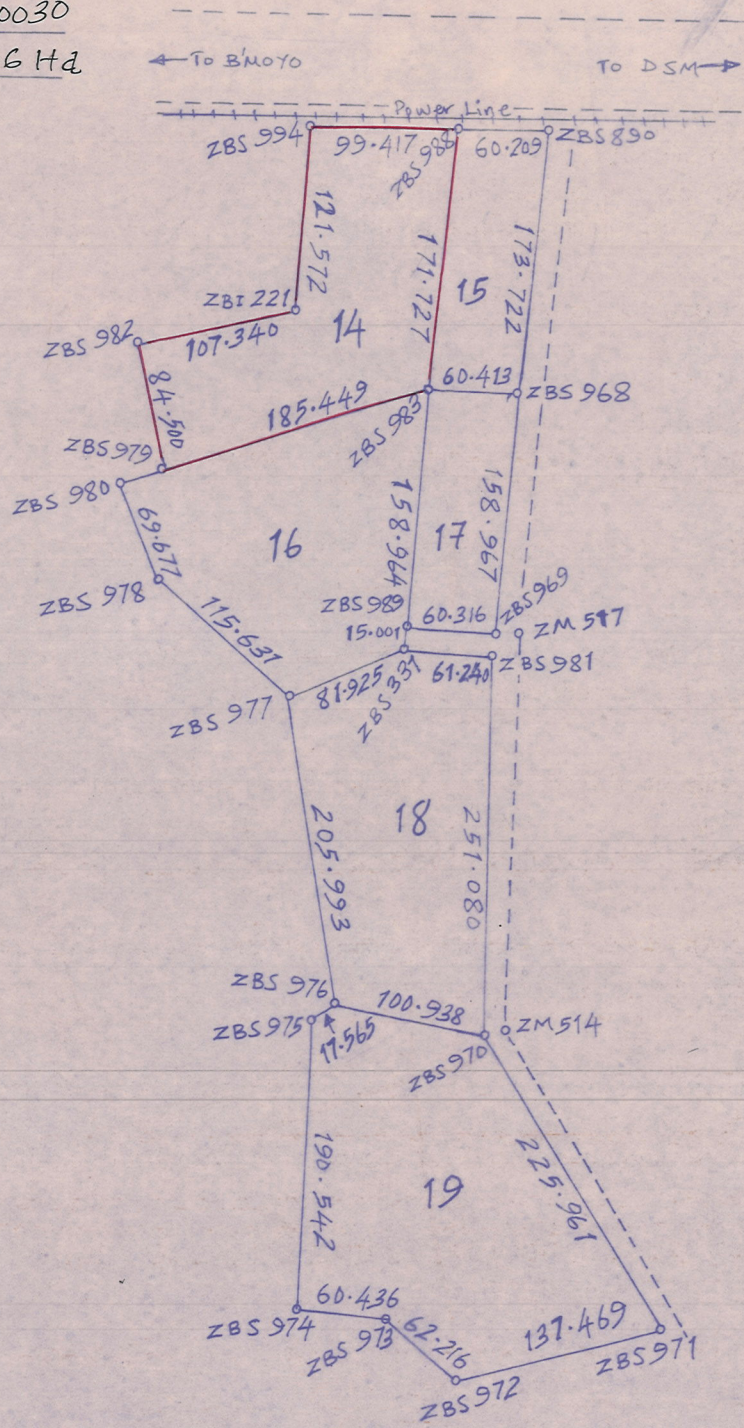 0030
6 Hd
← TO B'MOYO
TO DSM →
Power Line
ZBS 994
99.417
ZBS 988
60.209
ZBS 890
121.572
171.727
15
173.722
ZBI 221
14
ZBS 982
107.340
60.413
ZBS 968
84.500
185.449
ZBS 983
ZBS 979
ZBS 980
69.677
16
158.964
17
158.967
ZBS 978
115.631
ZBS 989
60.316
ZBS 969
15.001
ZM 517
ZBS 981
81.925
ZBS 331
61.240
ZBS 977
205.993
18
251.080
ZBS 976
100.938
ZBS 975
17.565
ZM 514
ZBS 970
190.542
19
225.961
60.436
ZBS 974
ZBS 973
62.216
137.469
ZBS 971
ZBS 972